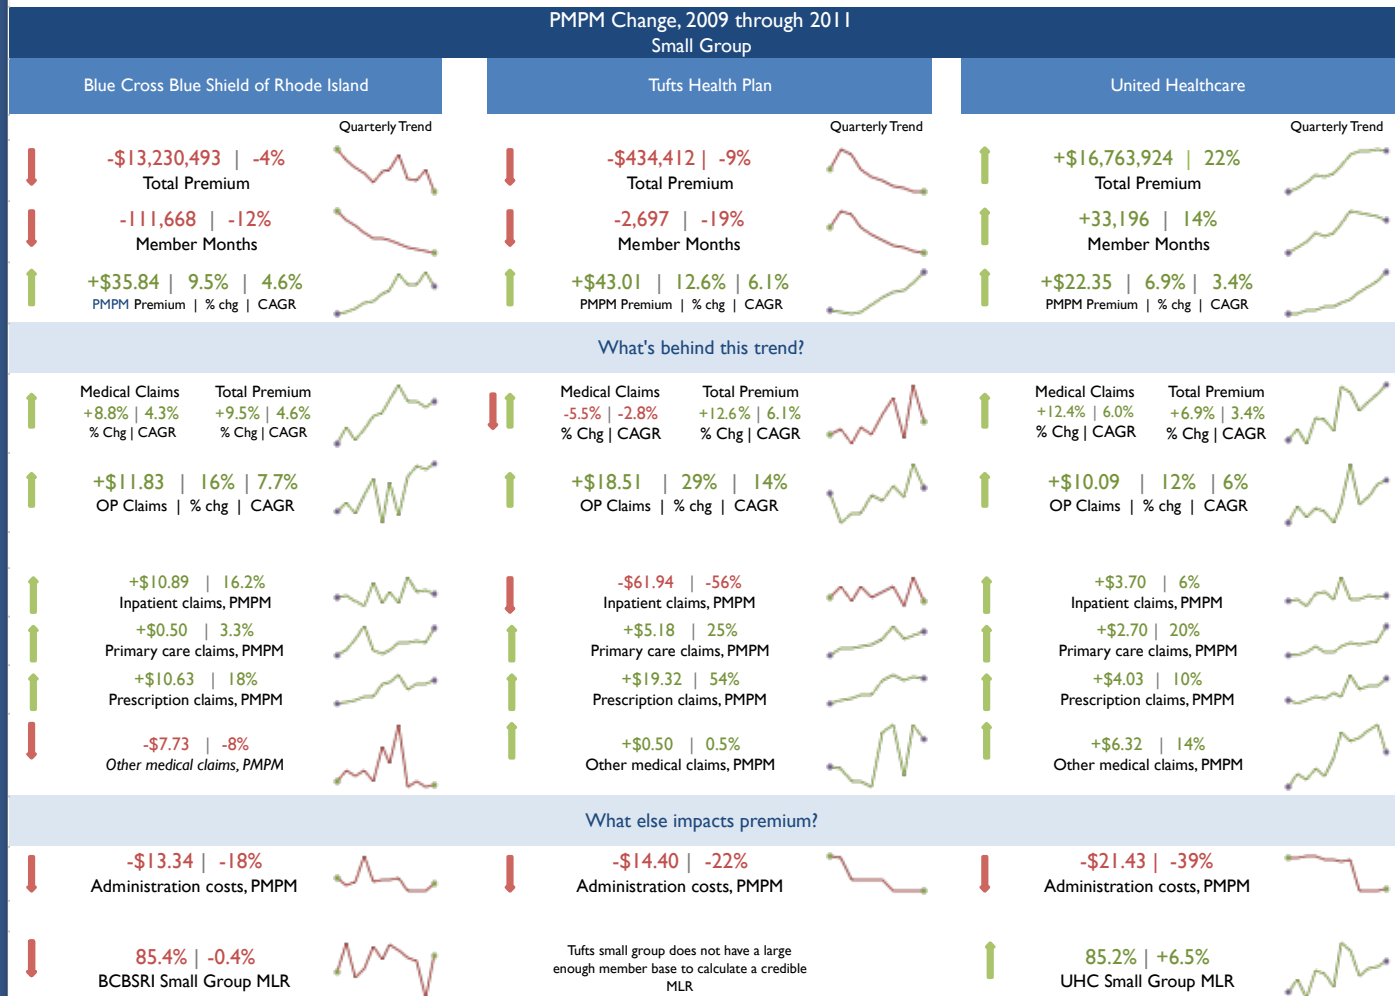 PMPM Change, 2009 through 2011
Small Group
Blue Cross Blue Shield of Rhode Island
Quarterly Trend
-$13,230,493 | -4%
Total Premium
-111,668 | -12%
Member Months
+$35.84 | 9.5% | 4.6%
PMPM Premium | % chg | CAGR
Tufts Health Plan
Quarterly Trend
-$434,412 | -9%
Total Premium
-2,697 | -19%
Member Months
+$43.01 | 12.6% | 6.1%
PMPM Premium | % chg | CAGR
United Healthcare
Quarterly Trend
+$16,763,924 | 22%
Total Premium
+33,196 | 14%
Member Months
+$22.35 | 6.9% | 3.4%
PMPM Premium | % chg | CAGR
What's behind this trend?
Medical Claims Total Premium
+8.8% | 4.3% +9.5% | 4.6%
% Chg | CAGR % Chg | CAGR
+$11.83 | 16% | 7.7%
OP Claims | % chg | CAGR
+$10.89 | 16.2%
Inpatient claims, PMPM
+$0.50 | 3.3%
Primary care claims, PMPM
+$10.63 | 18%
Prescription claims, PMPM
-$7.73 | -8%
Other medical claims, PMPM
Medical Claims Total Premium
-5.5% | -2.8% +12.6% | 6.1%
% Chg | CAGR % Chg | CAGR
+$18.51 | 29% | 14%
OP Claims | % chg | CAGR
-$61.94 | -56%
Inpatient claims, PMPM
+$5.18 | 25%
Primary care claims, PMPM
+$19.32 | 54%
Prescription claims, PMPM
+$0.50 | 0.5%
Other medical claims, PMPM
Medical Claims Total Premium
+12.4% | 6.0% +6.9% | 3.4%
% Chg | CAGR % Chg | CAGR
+$10.09 | 12% | 6%
OP Claims | % chg | CAGR
+$3.70 | 6%
Inpatient claims, PMPM
+$2.70 | 20%
Primary care claims, PMPM
+$4.03 | 10%
Prescription claims, PMPM
+$6.32 | 14%
Other medical claims, PMPM
What else impacts premium?
-$13.34 | -18%
Administration costs, PMPM
85.4% | -0.4%
BCBSRI Small Group MLR
-$14.40 | -22%
Administration costs, PMPM
Tufts small group does not have a large
enough member base to calculate a credible
MLR
-$21.43 | -39%
Administration costs, PMPM
85.2% | +6.5%
UHC Small Group MLR